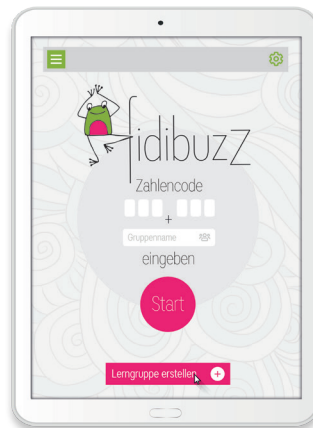 fidibuzz
Zahlencode
+
Gruppenname
eingeben
Start
Lerngruppe erstellen +